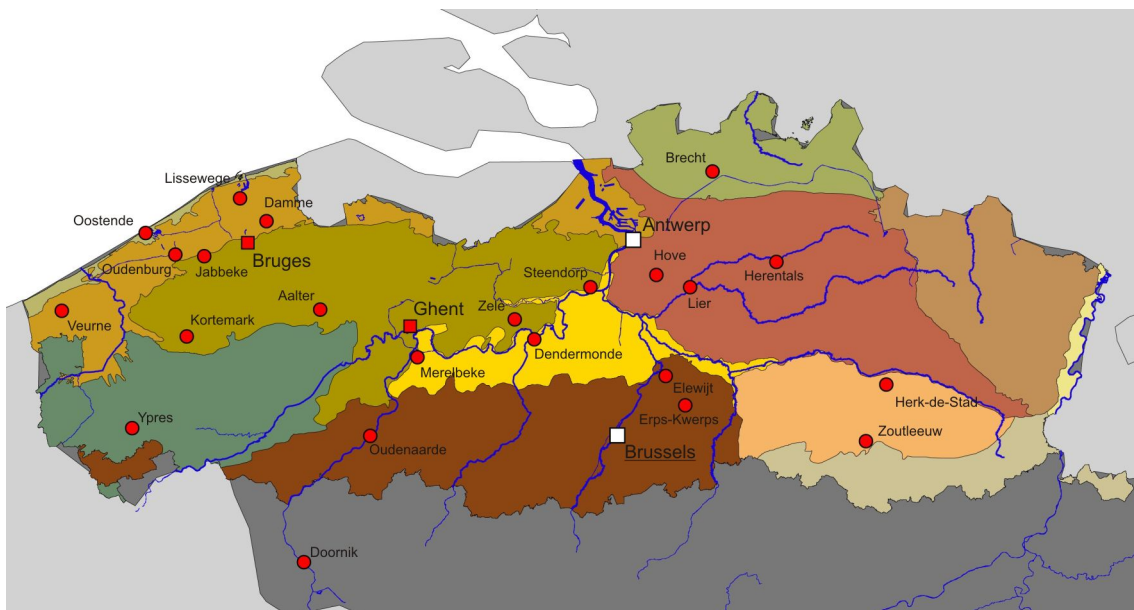 Brecht
Lissewege
Damme
Oostende
Antwerp
Bruges
Oudenburg
Jabbeke
Hove
Herentals
Steendorp
Lier
Aalter
Zele
Ghent
Veurne
Kortemark
Dendermonde
Merelbeke
Elewijt
Herk-de-Stad
Erps-Kwerps
Ypres
Zoutleeuw
Oudenaarde
Brussels
Doornik